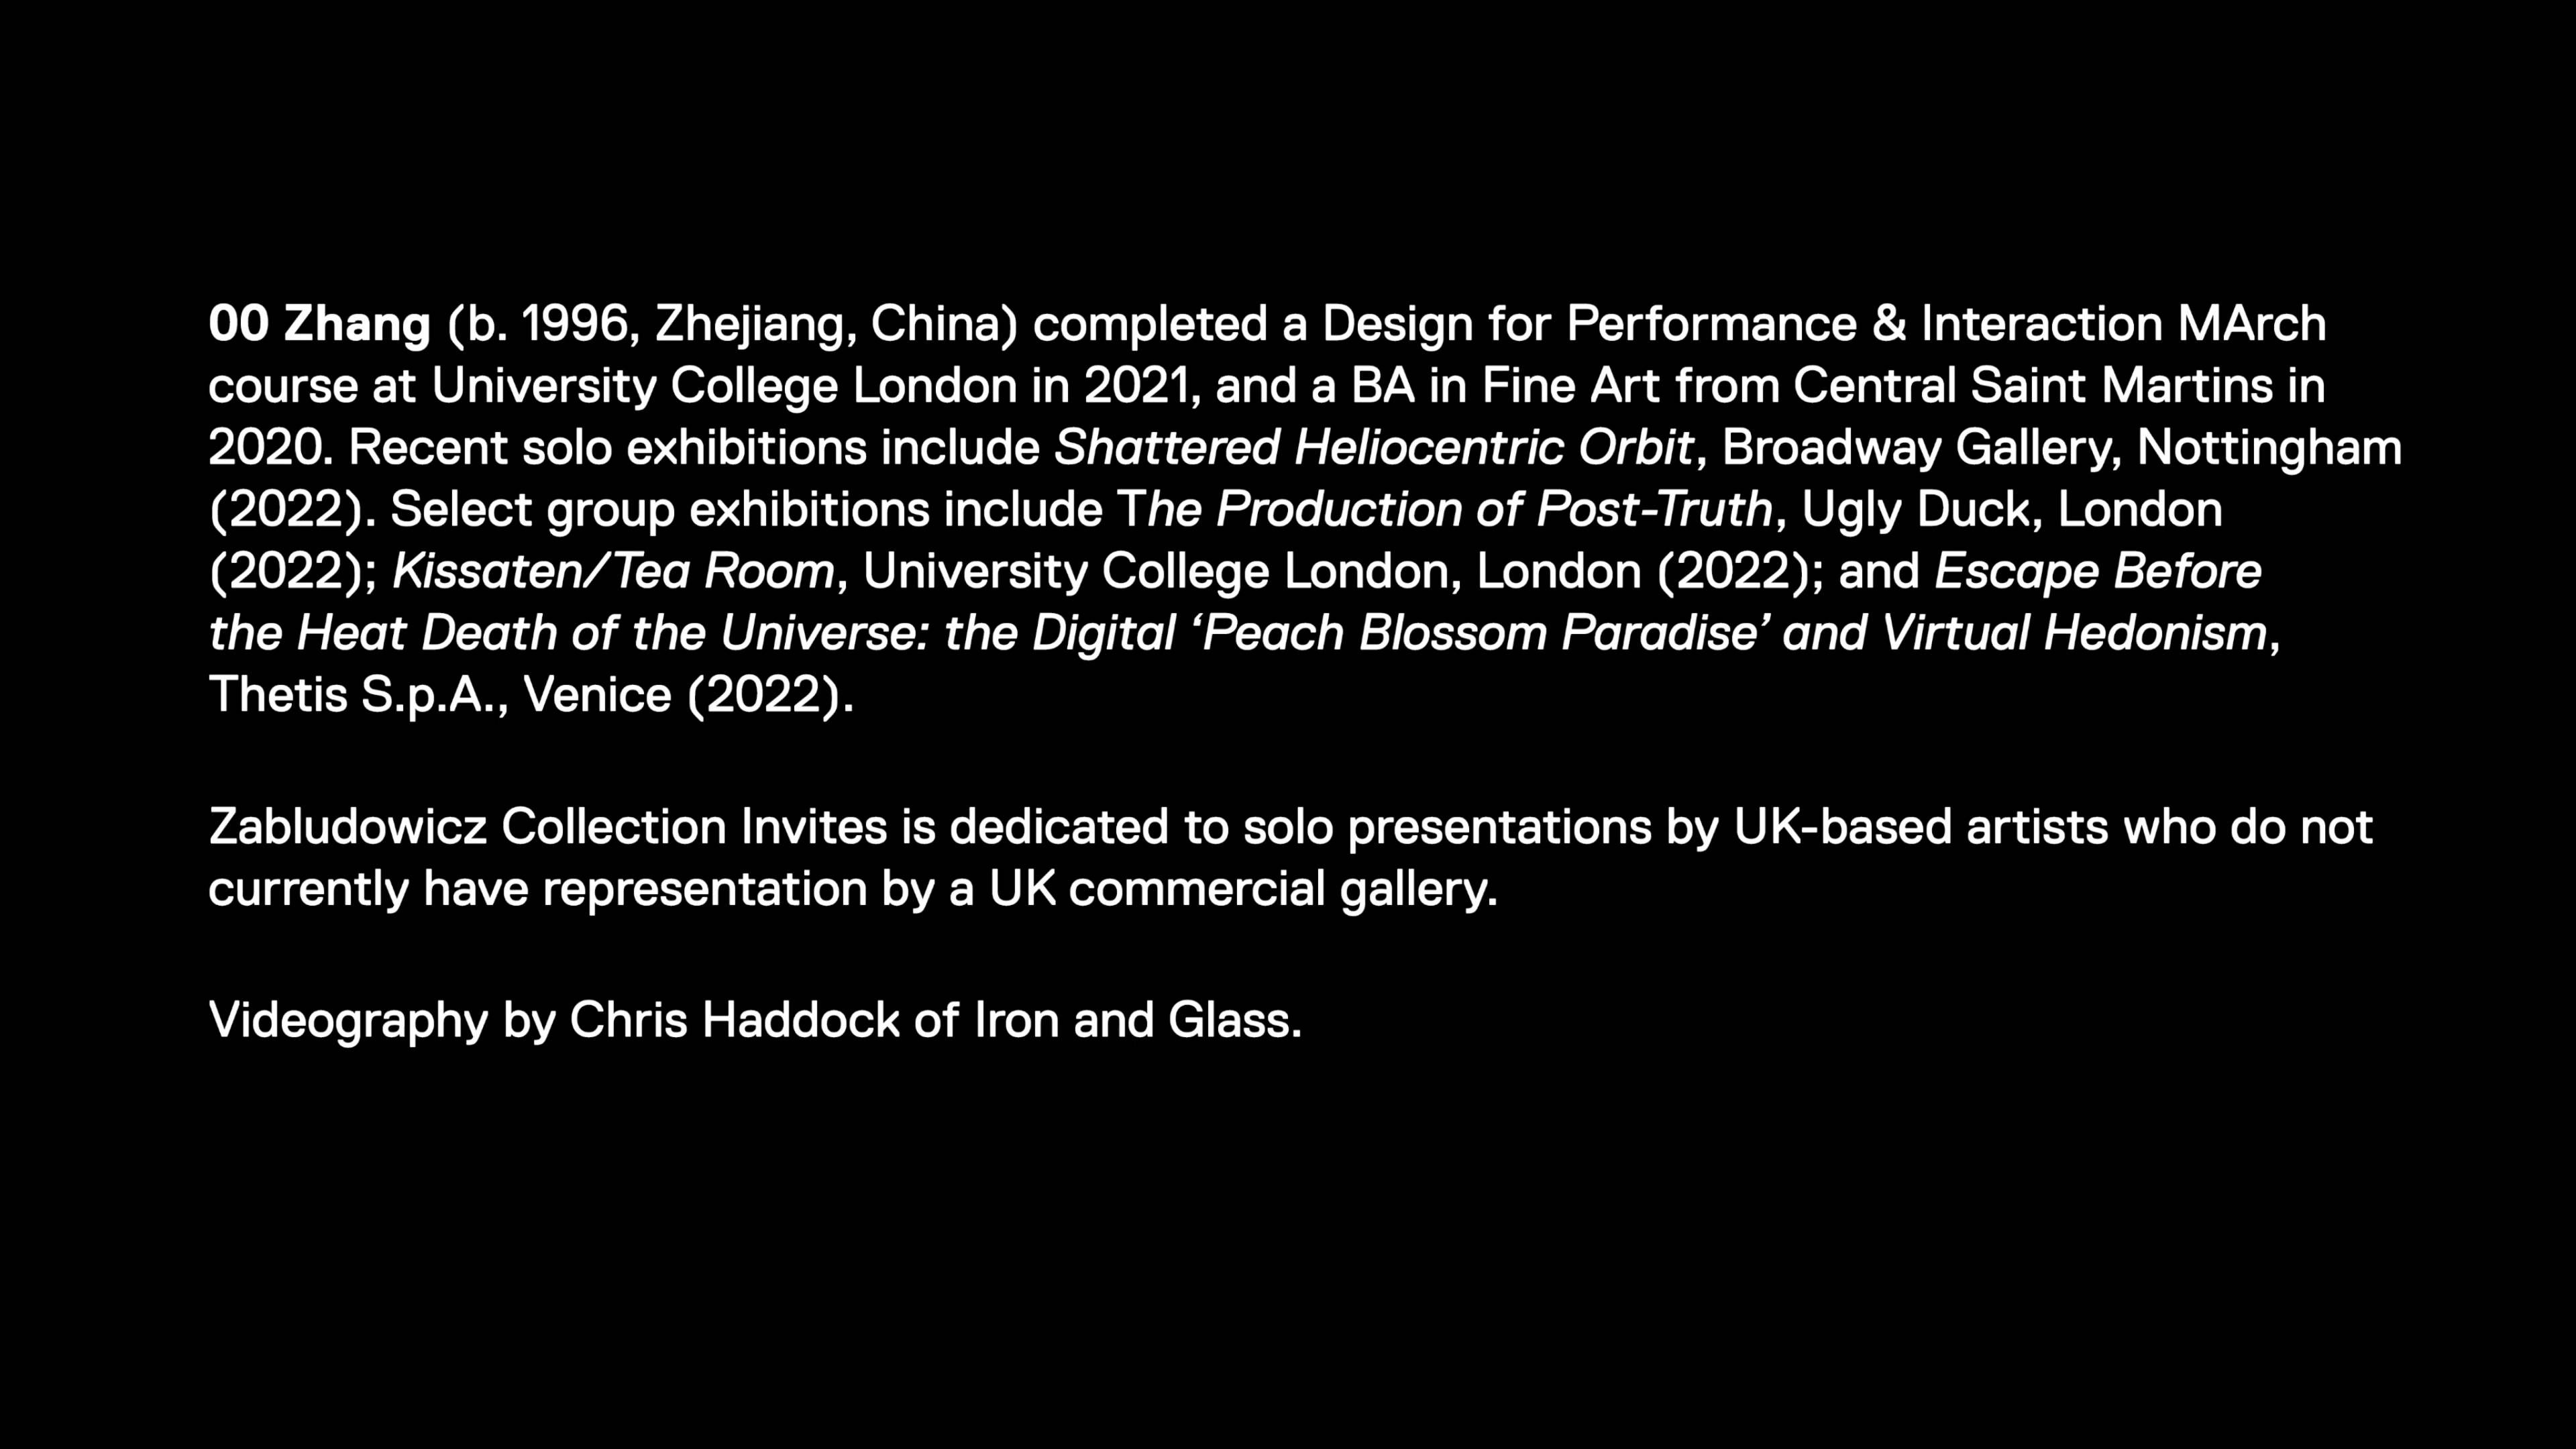 00 Zhang (b. 1996, Zhejiang, China) completed a Design for Performance & Interaction MArch
course at University College London in 2021, and a BA in Fine Art from Central Saint Martins in
2020. Recent solo exhibitions include Shattered Heliocentric Orbit, Broadway Gallery, Nottingham
(2022). Select group exhibitions include The Production of Post-Truth, Ugly Duck, London
(2022); Kissaten/Tea Room, University College London, London (2022); and Escape Before
the Heat Death of the Universe: the Digital ‘Peach Blossom Paradise’ and Virtual Hedonism,
Thetis S.p.A., Venice (2022).
Zabludowicz Collection Invites is dedicated to solo presentations by UK-based artists who do not
currently have representation by a UK commercial gallery.
Videography by Chris Haddock of Iron and Glass.